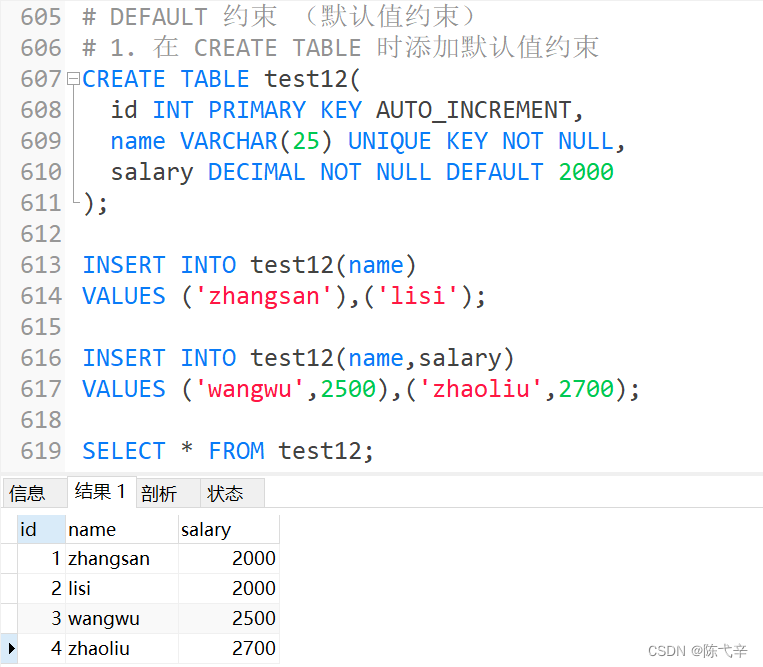 605 # DEFAULT 约束 （默认值约束）
606 # 1. 在 CREATE TABLE 时添加默认值约束
607 CREATE TABLE test12(
608   id INT PRIMARY KEY AUTO_INCREMENT,
609   name VARCHAR(25) UNIQUE KEY NOT NULL,
610   salary DECIMAL NOT NULL DEFAULT 2000
611 );
612
613 INSERT INTO test12(name)
614 VALUES ('zhangsan'),('lisi');
615
616 INSERT INTO test12(name,salary)
617 VALUES ('wangwu',2500),('zhaoliu',2700);
618
619 SELECT * FROM test12;
信息 结果 1 剖析 状态
id name salary
1 zhangsan 2000
2 lisi 2000
3 wangwu 2500
4 zhaoliu 2700
CSDN @陈弋辛